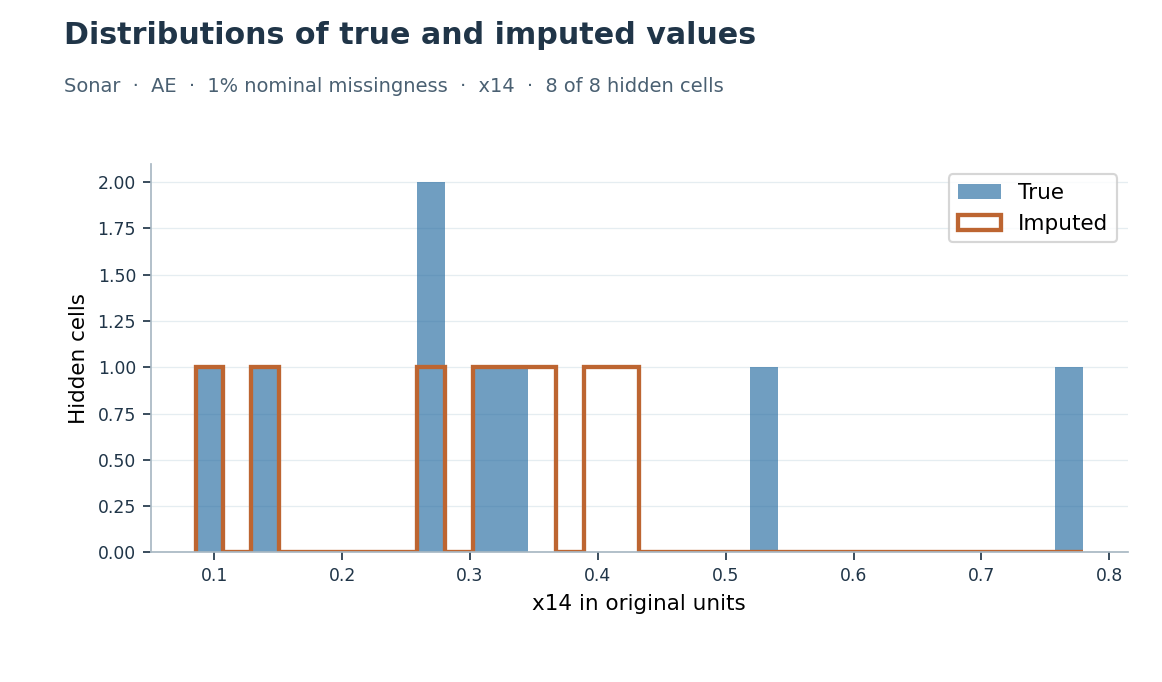 Distributions of true and imputed values
Sonar · AE · 1% nominal missingness · x14 · 8 of 8 hidden cells
2.00
1.75
1.50
1.25
1.00
0.75
0.50
0.25
0.00
Hidden cells
True
Imputed
0.1 0.2 0.3 0.4 0.5 0.6 0.7 0.8
x14 in original units